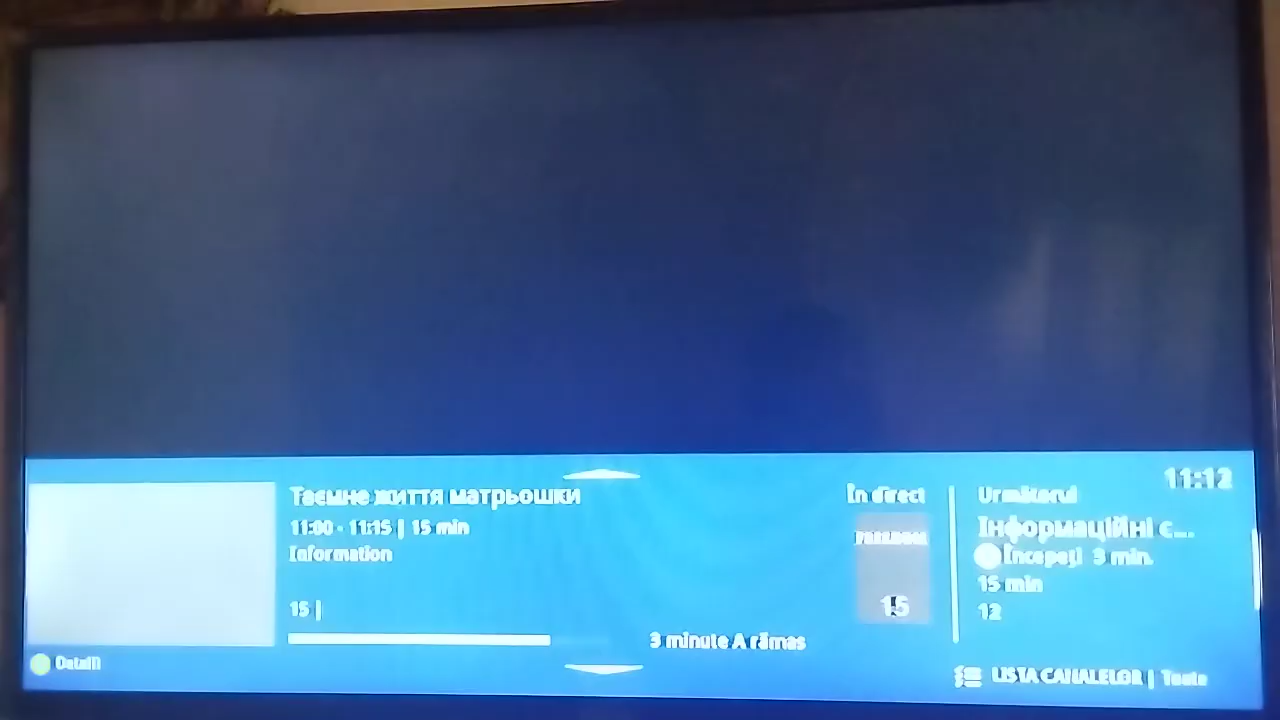 11:12
Таємне життя матрьошки
11:00 - 11:15 | 15 min
Information
15 |
3 minute A rămas
În direct
15
Următorul
Інформаційні с...
Începeți 3 min.
15 min
12
Detalii
LISTA CANALELOR | Toate